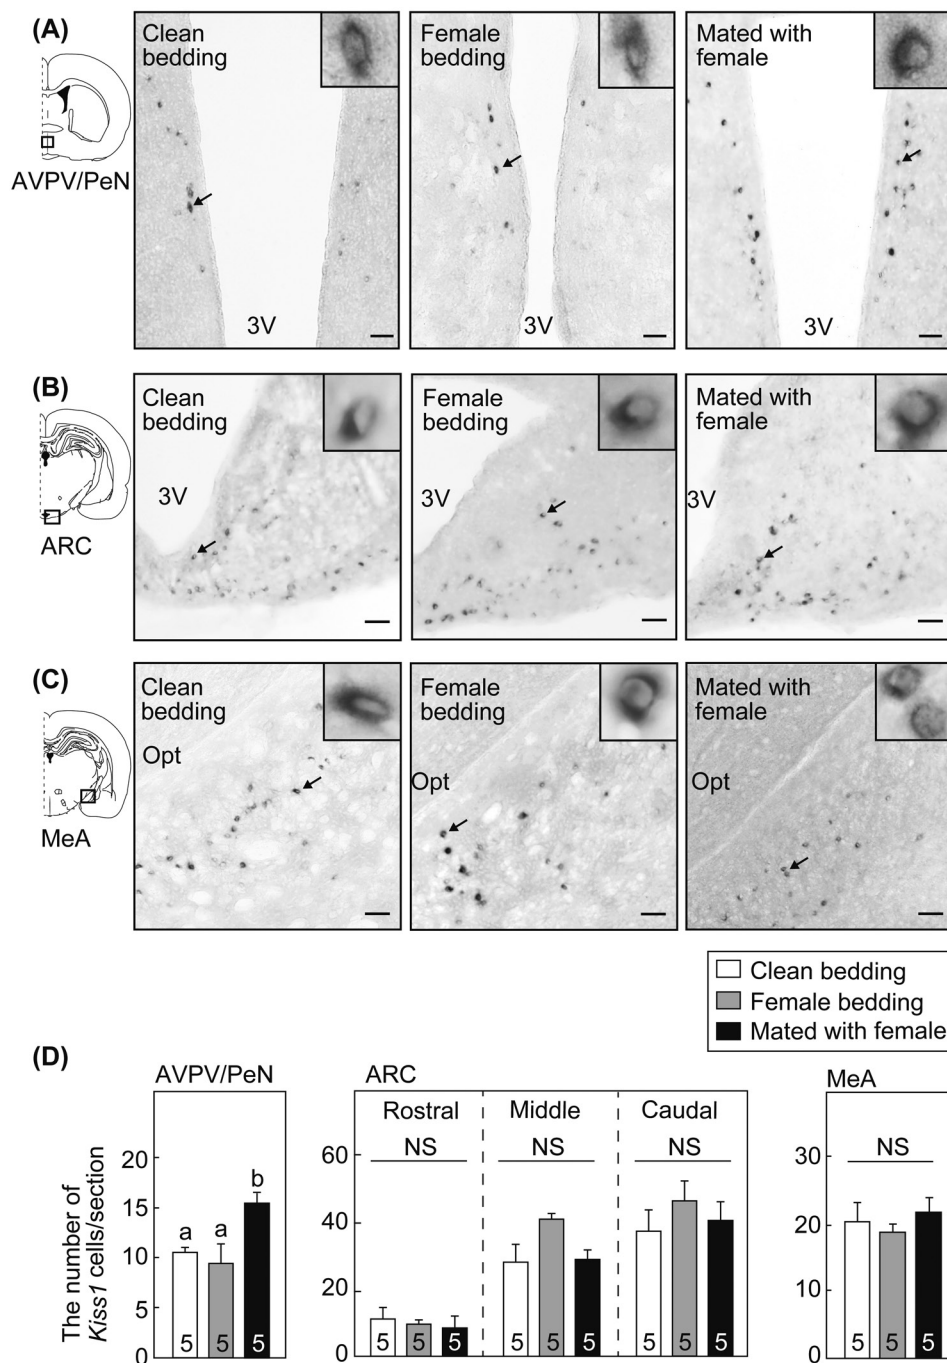 (A)
Clean
bedding
Female
bedding
Mated with
female
AVPV/PeN
3V
3V
3V
(B)
Clean
bedding
Female
bedding
Mated with
female
3V
3V
3V
ARC
(C)
Clean
bedding
Female
bedding
Mated with
female
Opt
Opt
Opt
MeA
Clean bedding
Female bedding
Mated with female
(D)
AVPV/PeN
ARC
MeA
The number of
Kiss1 cells/section
20
15
10
5
0
a
a
b
5
5
5
Rostral
Middle
Caudal
60
40
20
0
NS
NS
NS
5
5
5
5
5
5
5
5
5
30
20
10
0
NS
5
5
5